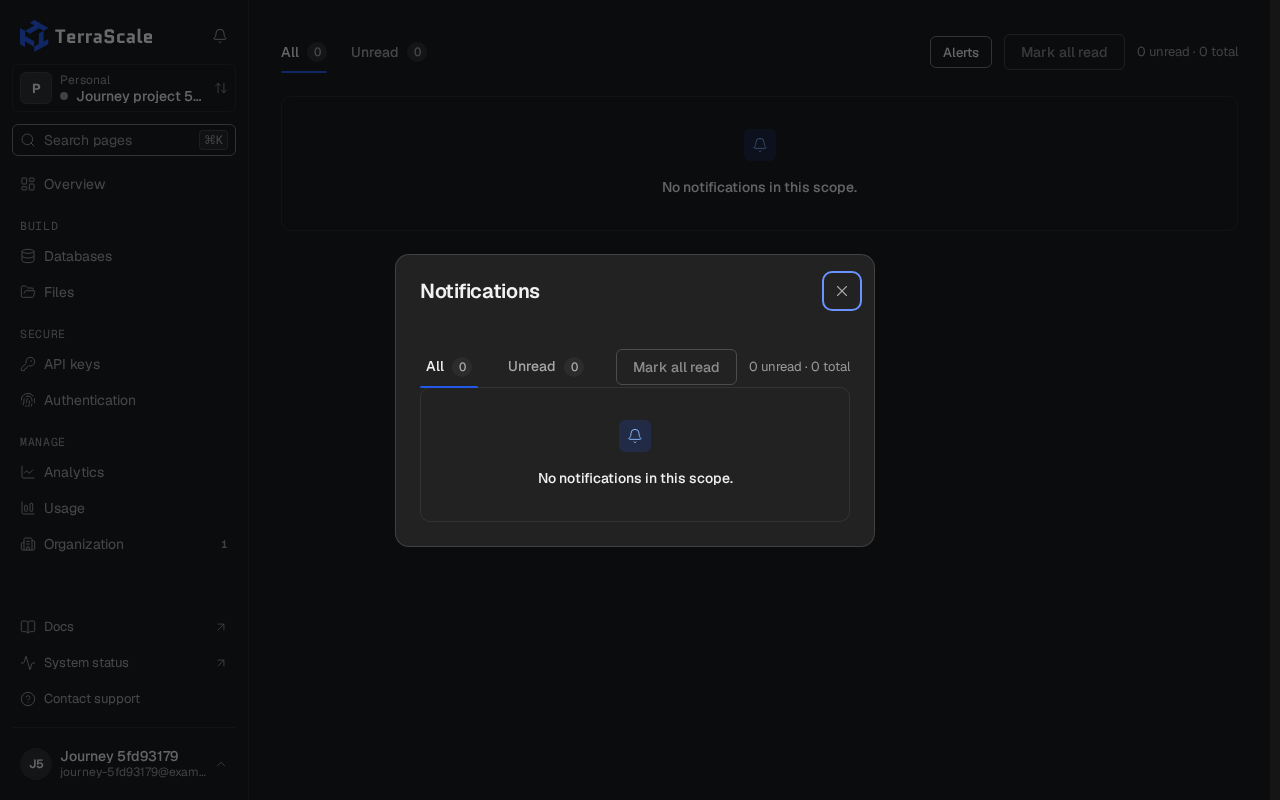 TerraScale
Personal
Journey project 5...
Search pages ⌘K
Overview
BUILD
Databases
Files
SECURE
API keys
Authentication
MANAGE
Analytics
Usage
Organization 1
Docs
System status
Contact support
J5
Journey 5fd93179
journey-5fd93179@exam...
P
All 0 Unread 0 Alerts Mark all read 0 unread · 0 total
No notifications in this scope.
Notifications
All 0 Unread 0 Mark all read 0 unread · 0 total
No notifications in this scope.